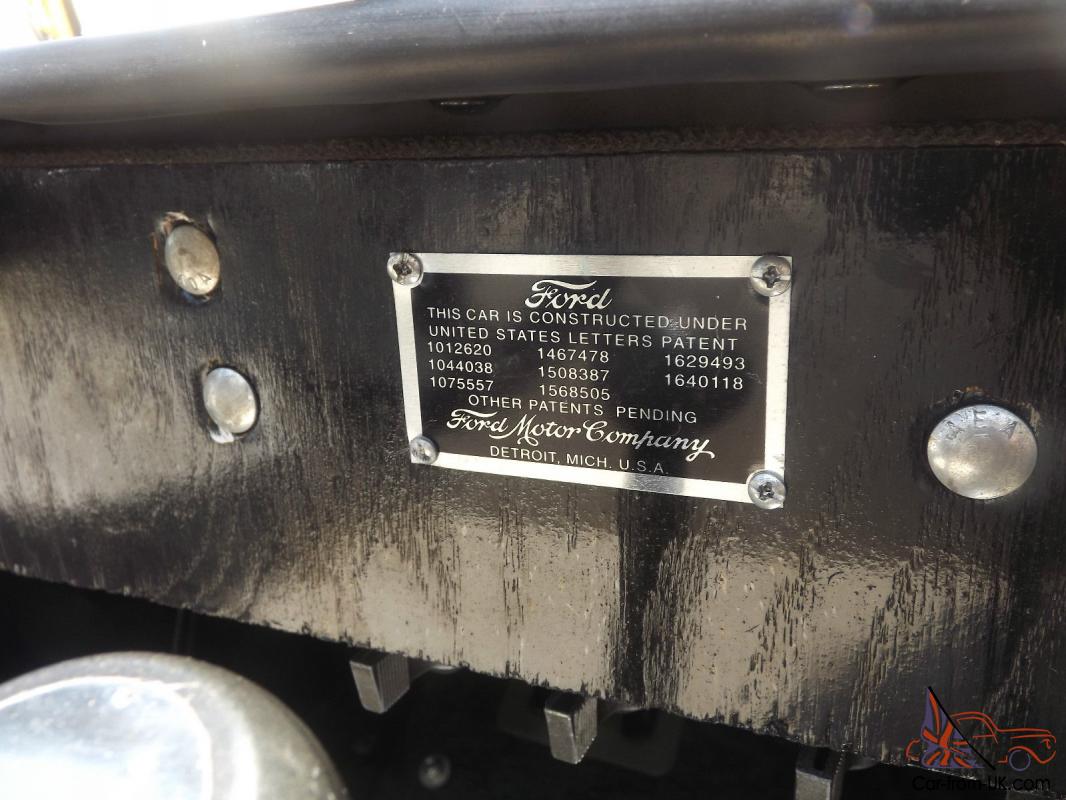 Ford
THIS CAR IS CONSTRUCTED UNDER
UNITED STATES LETTERS PATENT
1012620 1467478 1629493
1044038 1508387 1640118
1075557 1568505
OTHER PATENTS PENDING
Ford Motor Company
DETROIT, MICH. U.S.A.
Car-from-UK.com